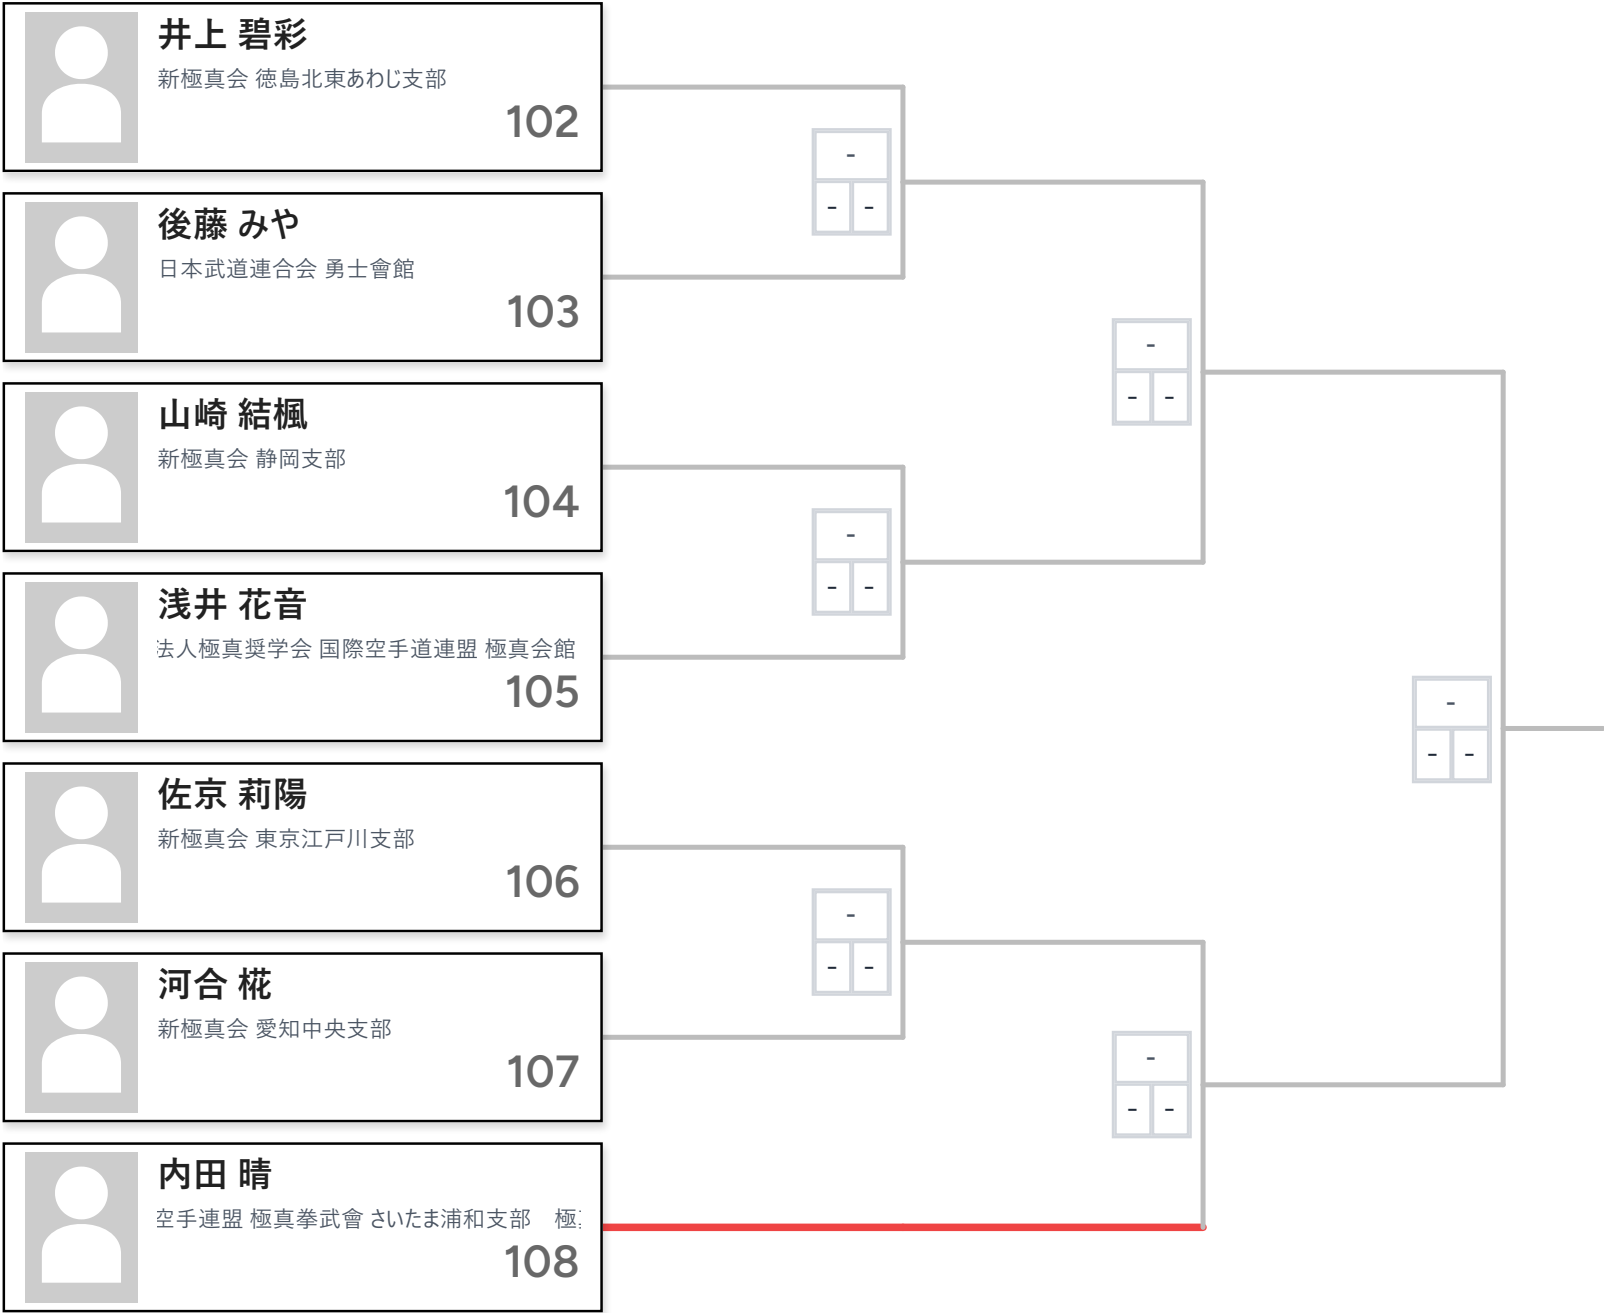 井上 碧彩
新極真会 徳島北東あわじ支部
102
後藤 みや
日本武道連合会 勇士會館
103
-
- -
山崎 結楓
新極真会 静岡支部
104
-
- -
浅井 花音
法人極真奨学会 国際空手道連盟 極真会館
105
-
- -
佐京 莉陽
新極真会 東京江戸川支部
106
-
- -
河合 椛
新極真会 愛知中央支部
107
-
- -
内田 晴
空手連盟 極真拳武會 さいたま浦和支部　極
108
-
- -
-
- -